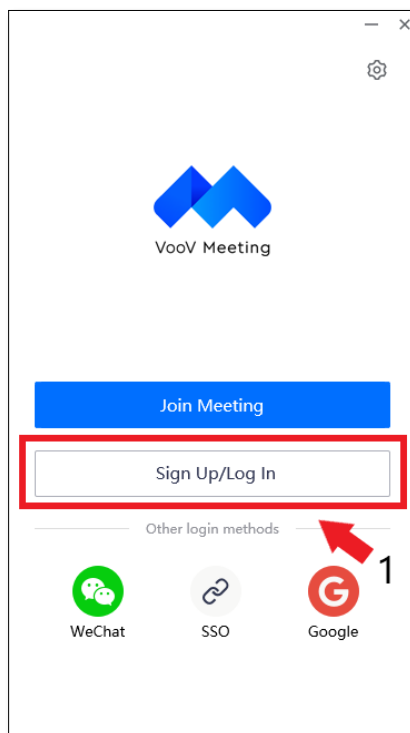 VooV Meeting
Join Meeting
Sign Up/Log In
Other login methods
1
WeChat
SSO
Google